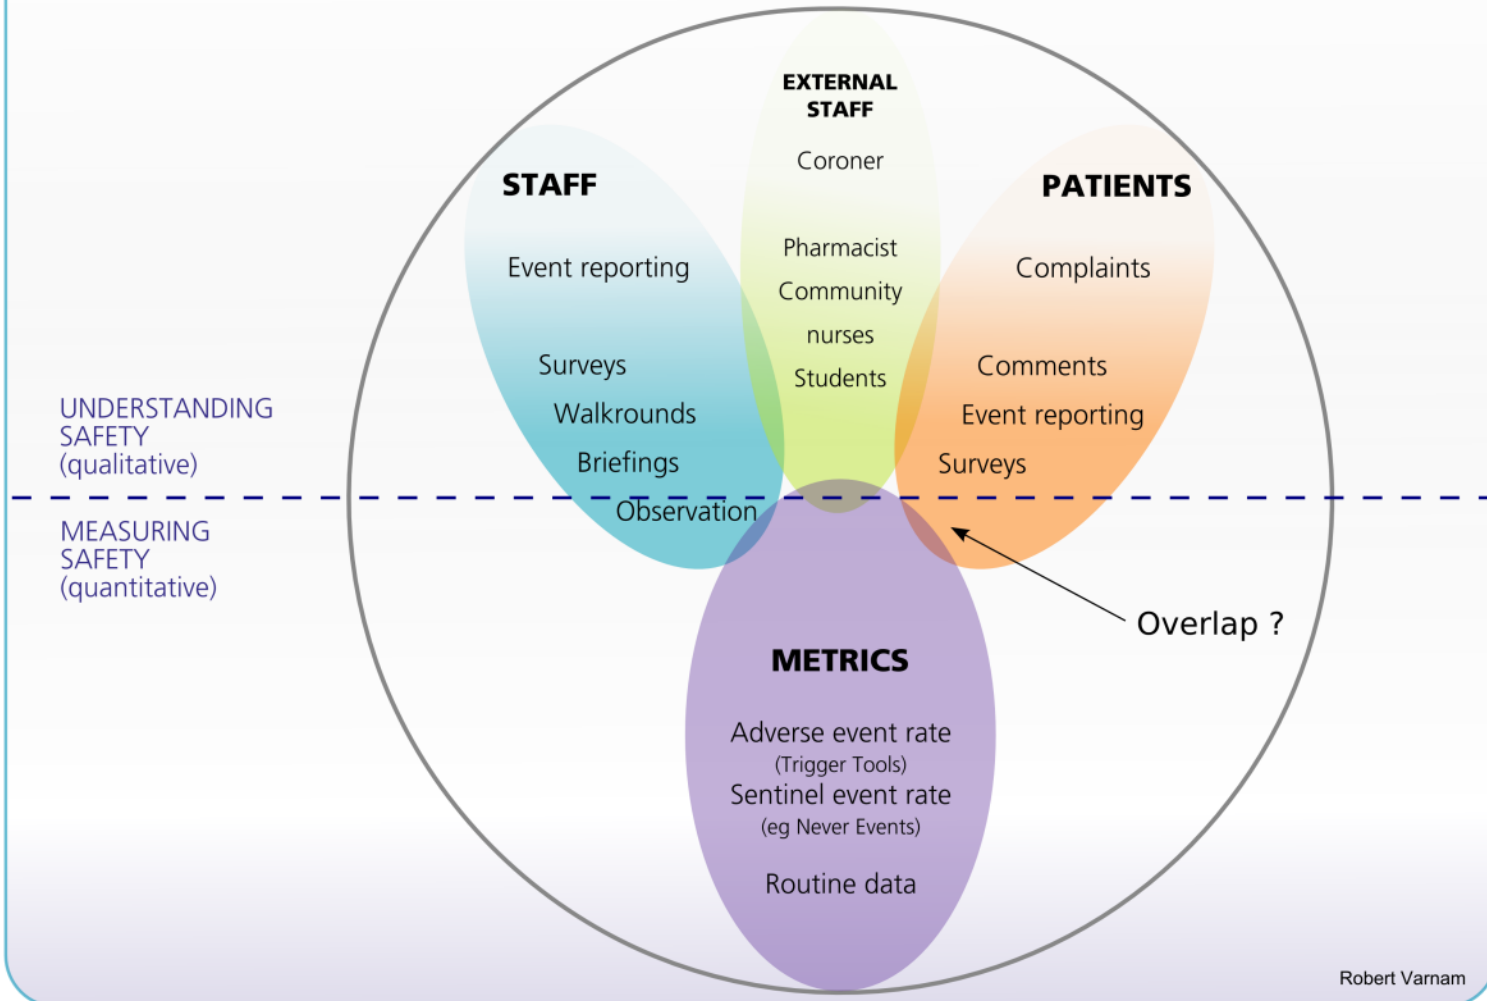 EXTERNAL
STAFF
Coroner
Pharmacist
Community
nurses
Students
STAFF
Event reporting
Surveys
Walkrounds
Briefings
Observation
PATIENTS
Complaints
Comments
Event reporting
Surveys
UNDERSTANDING
SAFETY
(qualitative)
MEASURING
SAFETY
(quantitative)
Overlap ?
METRICS
Adverse event rate
(Trigger Tools)
Sentinel event rate
(eg Never Events)
Routine data
Robert Varnam